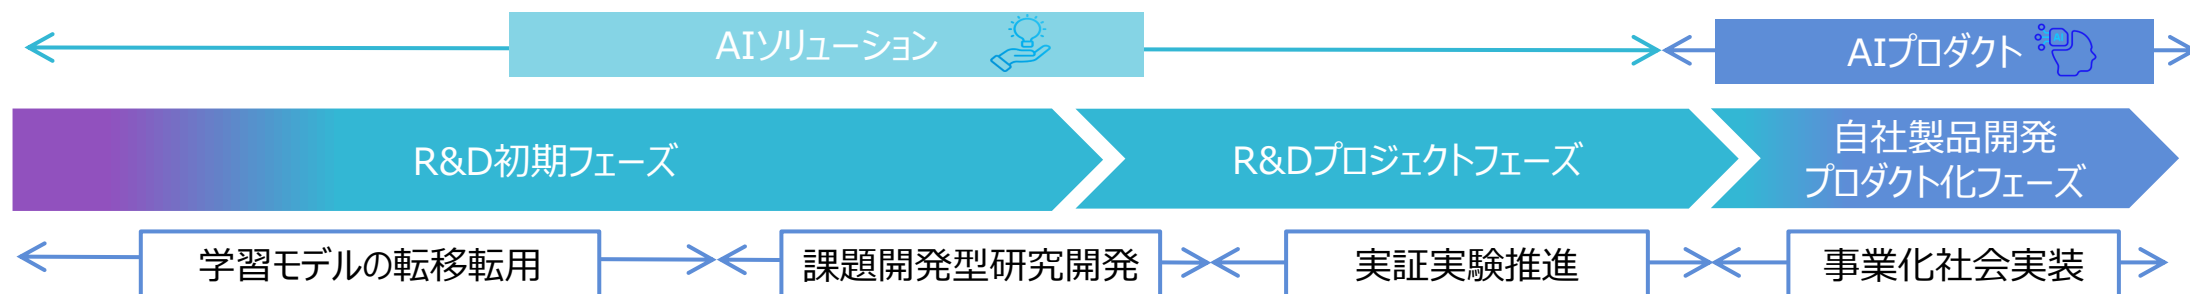 AIソリューション
AIプロダクト
AI
R&D初期フェーズ
R&Dプロジェクトフェーズ
自社製品開発
プロダクト化フェーズ
学習モデルの転移転用
課題開発型研究開発
実証実験推進
事業化社会実装